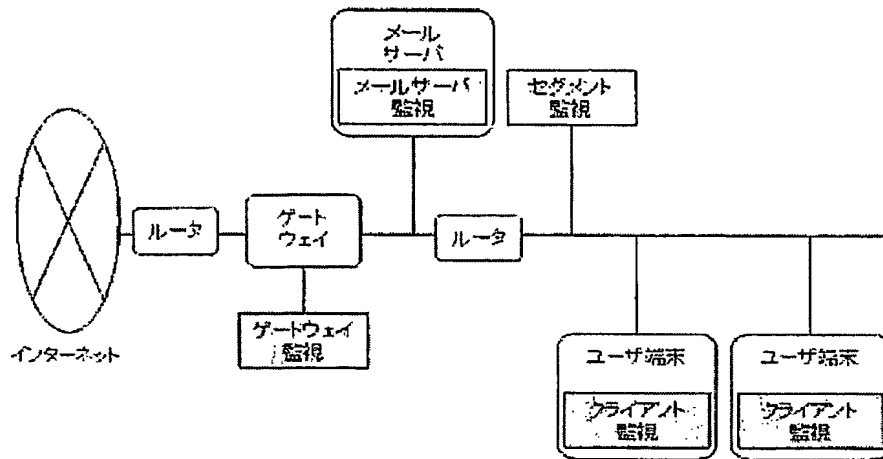 メール
サーバ
メールサーバ
監視
セグメント
監視
ルータ
ゲート
ウェイ
ルータ
ゲートウェイ
監視
インターネット
ユーザ端末
クライアント
監視
ユーザ端末
クライアント
監視